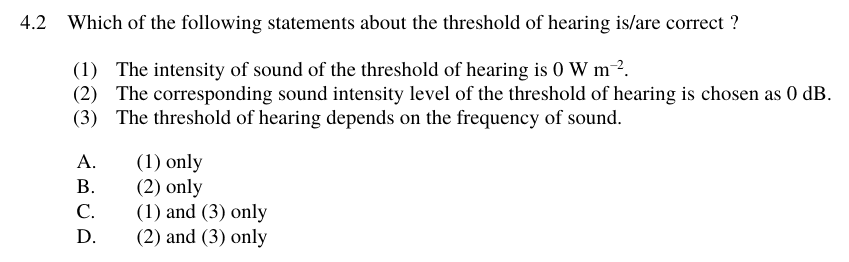 4.2 Which of the following statements about the threshold of hearing is/are correct ?
(1) The intensity of sound of the threshold of hearing is 0 W m⁻².
(2) The corresponding sound intensity level of the threshold of hearing is chosen as 0 dB.
(3) The threshold of hearing depends on the frequency of sound.
A. (1) only
B. (2) only
C. (1) and (3) only
D. (2) and (3) only